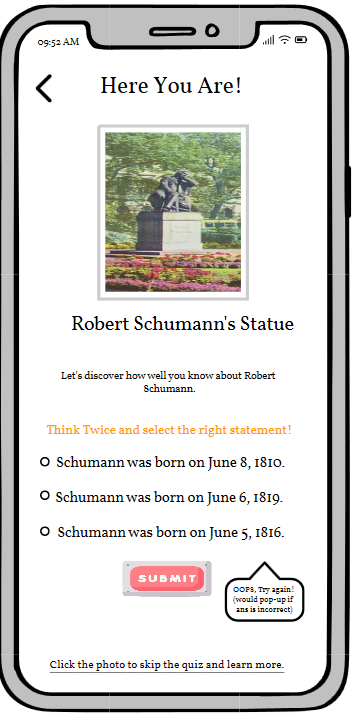 09:52 AM
Here You Are!
Robert Schumann's Statue
Let's discover how well you know about Robert
Schumann.
Think Twice and select the right statement!
Schumann was born on June 8, 1810.
Schumann was born on June 6, 1819.
Schumann was born on June 5, 1816.
SUBMIT
OOPS, Try again!
(would pop-up if
ans is incorrect)
Click the photo to skip the quiz and learn more.